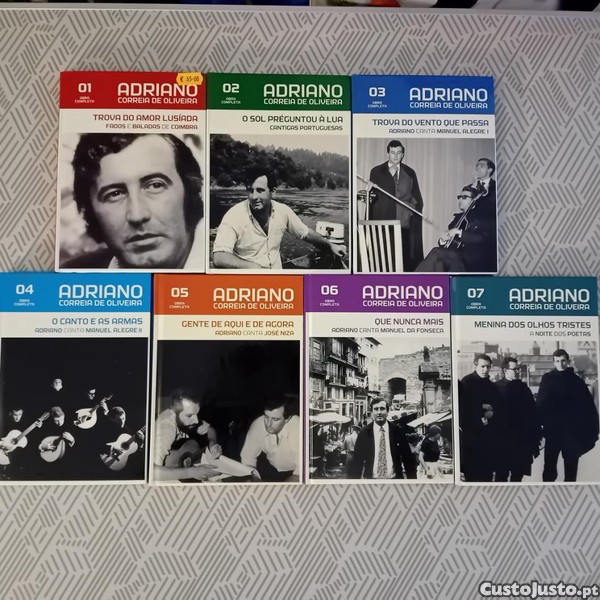 01
OBRA COMPLETA
ADRIANO
CORREIA DE OLIVEIRA
TROVA DO AMOR LUSÍADA
FADOS E BALADAS DE COIMBRA
02
OBRA COMPLETA
ADRIANO
CORREIA DE OLIVEIRA
O SOL PRÉGUNTOU À LUA
CANTIGAS PORTUGUESAS
03
OBRA COMPLETA
ADRIANO
CORREIA DE OLIVEIRA
TROVA DO VENTO QUE PASSA
ADRIANO CANTA MANUEL ALEGRE I
04
OBRA COMPLETA
ADRIANO
CORREIA DE OLIVEIRA
O CANTO E AS ARMAS
ADRIANO CANTA MANUEL ALEGRE II
05
OBRA COMPLETA
ADRIANO
CORREIA DE OLIVEIRA
GENTE DE AQUI E DE AGORA
ADRIANO CANTA JOSÉ NIZA
06
OBRA COMPLETA
ADRIANO
CORREIA DE OLIVEIRA
QUE NUNCA MAIS
ADRIANO CANTA MANUEL DA FONSECA
07
OBRA COMPLETA
ADRIANO
CORREIA DE OLIVEIRA
MENINA DOS OLHOS TRISTES
A NOITE DOS POETAS
CustoJusto.pt